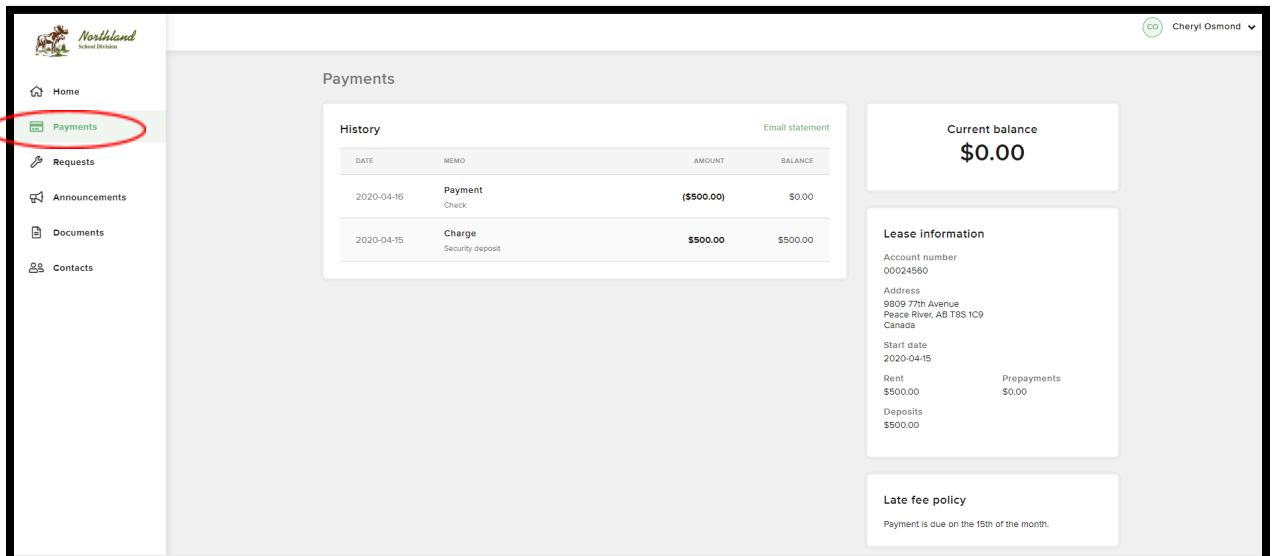 Northland
School Division
CO Cheryl Osmond
Home
Payments
Requests
Announcements
Documents
Contacts
Payments
History Email statement
DATE MEMO AMOUNT BALANCE
2020-04-16 Payment ($500.00) $0.00
Check
2020-04-15 Charge $500.00 $500.00
Security deposit
Current balance
$0.00
Lease information
Account number
00024560
Address
9809 77th Avenue
Peace River, AB T8S 1C9
Canada
Start date
2020-04-15
Rent Prepayments
$500.00 $0.00
Deposits
$500.00
Late fee policy
Payment is due on the 15th of the month.